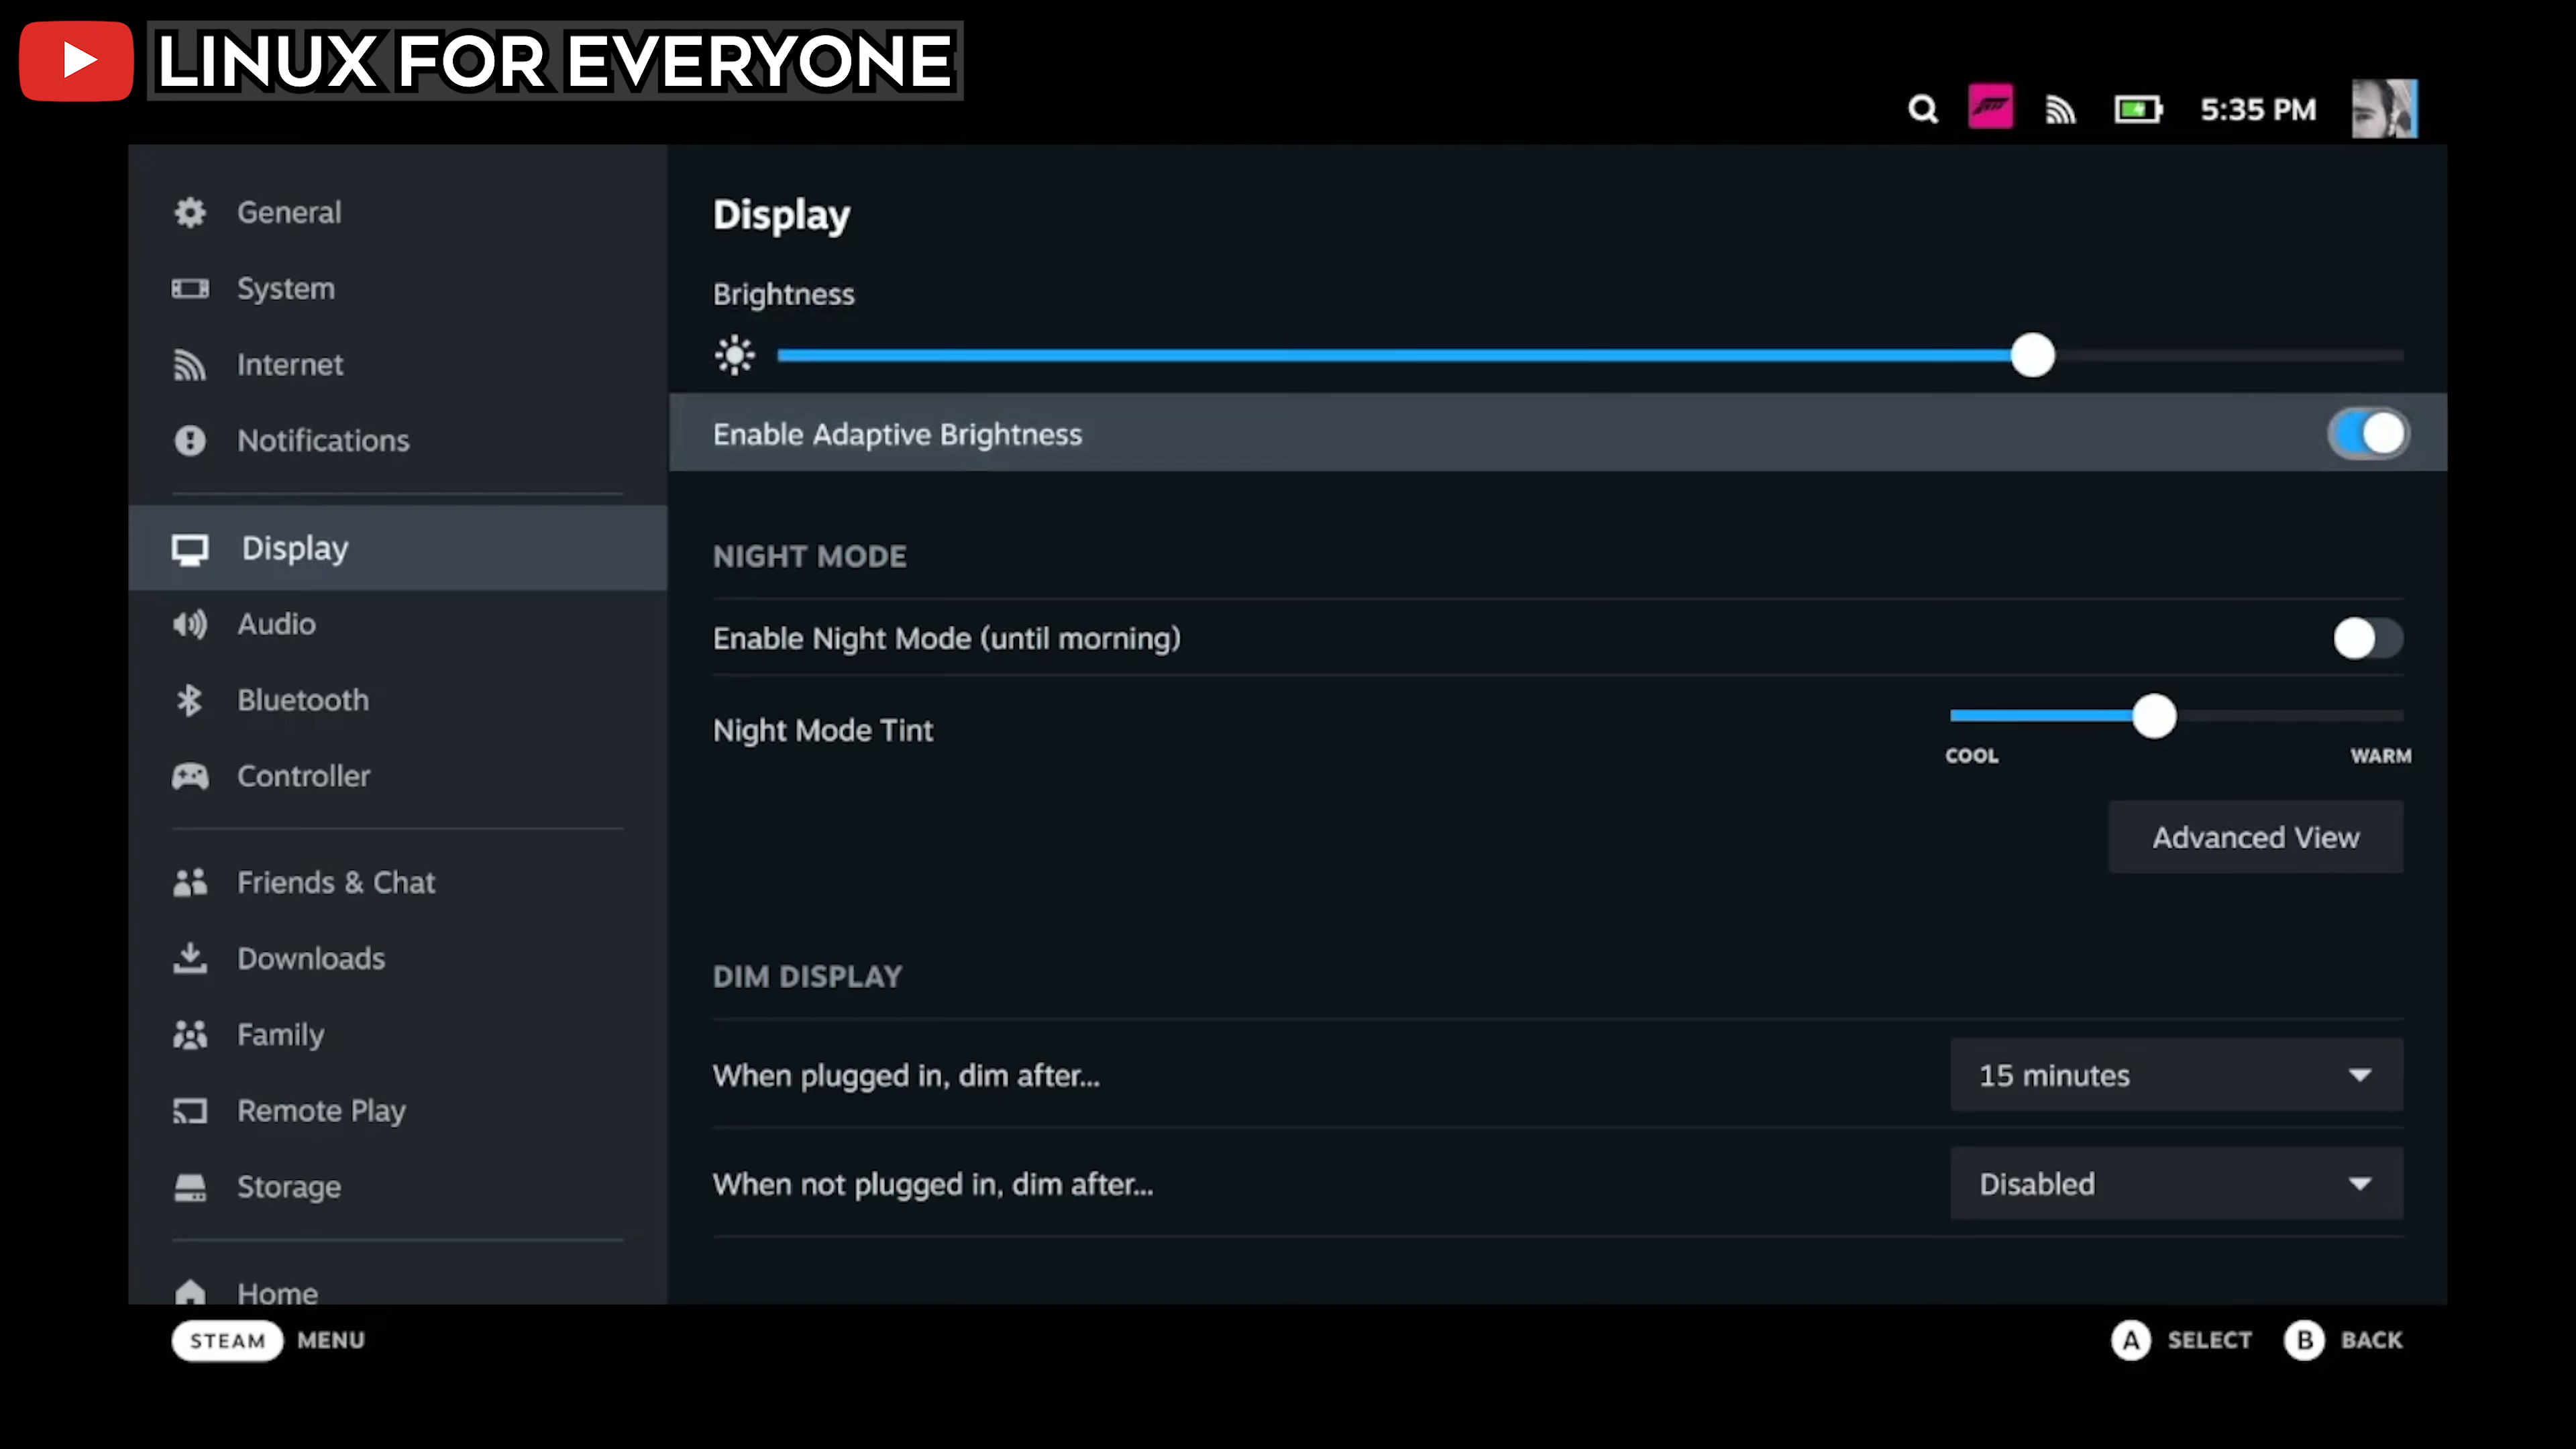 LINUX FOR EVERYONE
5:35 PM
General
System
Internet
Notifications
Display
Audio
Bluetooth
Controller
Friends & Chat
Downloads
Family
Remote Play
Storage
Home
Display
Brightness
Enable Adaptive Brightness
NIGHT MODE
Enable Night Mode (until morning)
Night Mode Tint
COOL WARM
Advanced View
DIM DISPLAY
When plugged in, dim after... 15 minutes
When not plugged in, dim after... Disabled
STEAM MENU
A SELECT B BACK